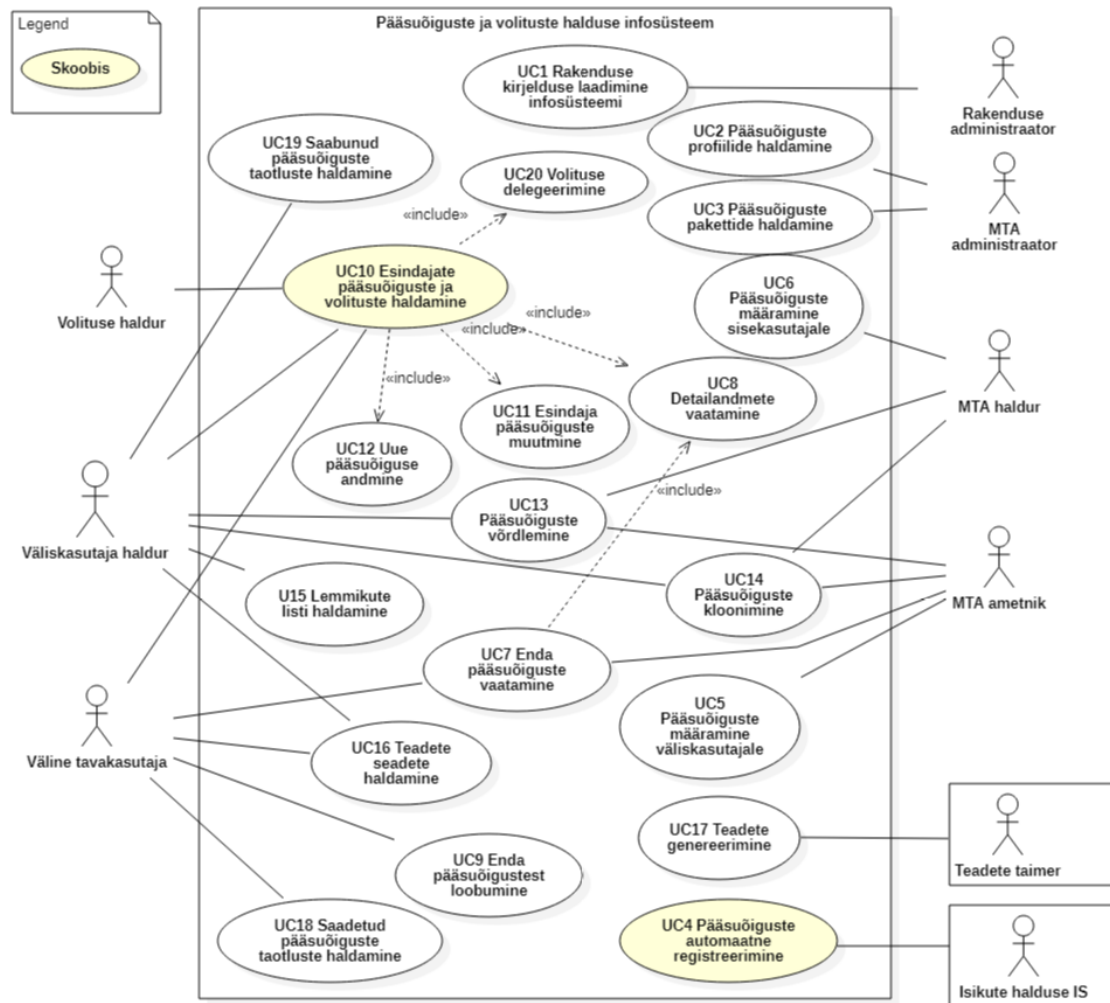 Legend
Skoobis
Pääsuõiguste ja volituste halduse infosüsteem
UC1 Rakenduse
kirjelduse laadimine
infosüsteemi
Rakenduse
administraator
UC2 Pääsuõiguste
profiilide haldamine
UC19 Saabunud
pääsuõiguste
taotluste haldamine
UC20 Volituse
delegeerimine
«include»
UC3 Pääsuõiguste
pakettide haldamine
MTA
administraator
UC10 Esindajate
pääsuõiguste ja
volituste haldamine
Volituse haldur
UC6
Pääsuõiguste
määramine
sisekasutajale
«include»
«include»
«include»
UC8
Detailandmete
vaatamine
MTA haldur
UC11 Esindaja
pääsuõiguste
muutmine
UC12 Uue
pääsuõiguse
andmine
«include»
UC13
Pääsuõiguste
võrdlemine
Väliskasutaja haldur
UC14
Pääsuõiguste
kloonimine
MTA ametnik
U15 Lemmikute
listi haldamine
UC7 Enda
pääsuõiguste
vaatamine
UC5
Pääsuõiguste
määramine
väliskasutajale
Väline tavakasutaja
UC16 Teadete
seadete
haldamine
UC17 Teadete
genereerimine
Teadete taimer
UC9 Enda
pääsuõigustest
loobumine
UC18 Saadetud
pääsuõiguste
taotluste haldamine
UC4 Pääsuõiguste
automaatne
registreerimine
Isikute halduse IS